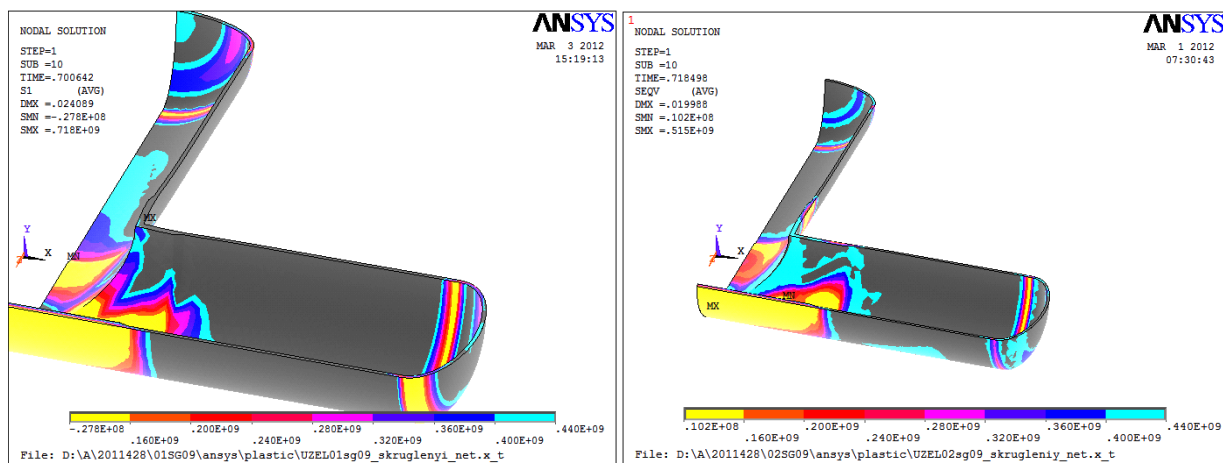 NODAL SOLUTION
STEP=1
SUB =10
TIME=.700642
S1 (AVG)
DMX =.024089
SMN =-.278E+08
SMX =.718E+09
ANSYS
MAR 3 2012
15:19:13
MX
Y
X
MN
-.278E+08 .200E+09 .280E+09 .360E+09 .440E+09
.160E+09 .240E+09 .320E+09 .400E+09
File: D:\A\2011428\01SG09\ansys\plastic\UZEL01sg09_skruglenyi_net.x_t
1
NODAL SOLUTION
STEP=1
SUB =10
TIME=.718498
SEQV (AVG)
DMX =.019988
SMN =.102E+08
SMX =.515E+09
ANSYS
MAR 1 2012
07:30:43
Y
X
MX
MN
.102E+08 .200E+09 .280E+09 .360E+09 .440E+09
.160E+09 .240E+09 .320E+09 .400E+09
File: D:\A\2011428\02SG09\ansys\plastic\UZEL02sg09_skrugleniy_net.x_t